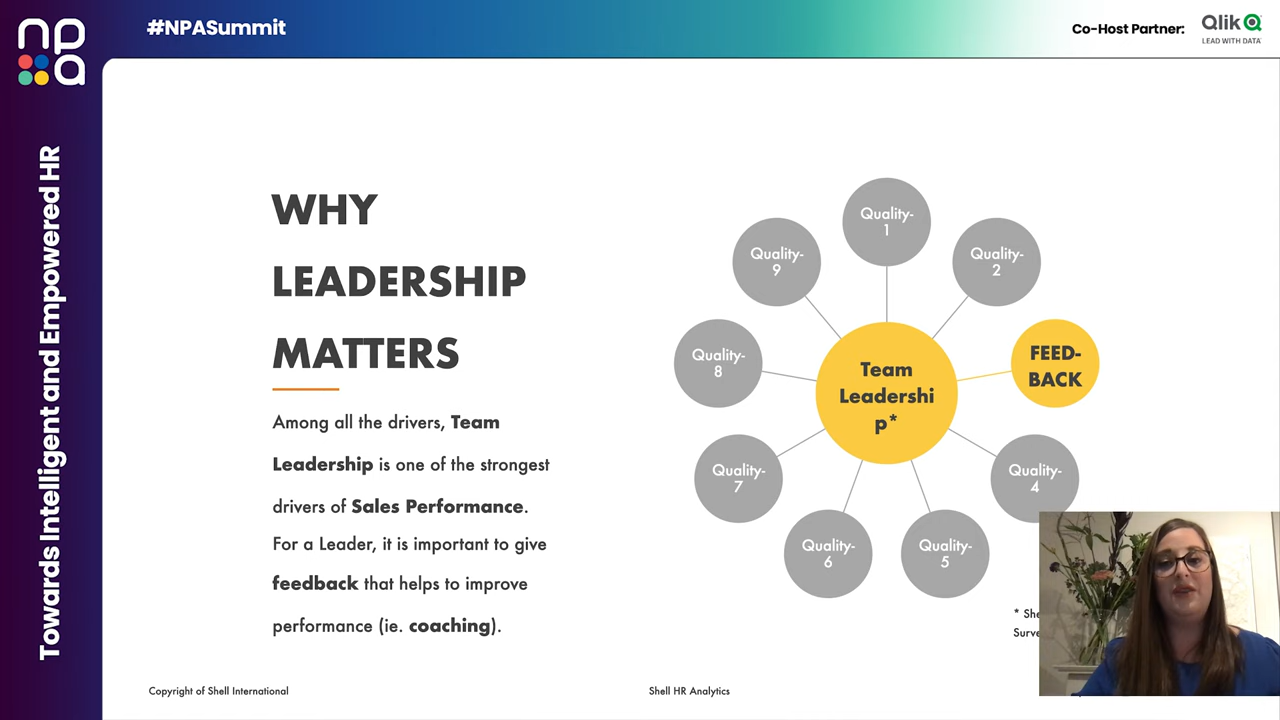 npa
#NPASummit
Co-Host Partner:
Qlik
LEAD WITH DATA
Towards Intelligent and Empowered HR
WHY
LEADERSHIP
MATTERS
Among all the drivers, Team
Leadership is one of the strongest
drivers of Sales Performance.
For a Leader, it is important to give
feedback that helps to improve
performance (ie. coaching).
Quality-
1
Quality-
2
FEED-
BACK
Quality-
4
Quality-
5
Quality-
6
Quality-
7
Quality-
8
Quality-
9
Team
Leadershi
p*
*
Copyright of Shell International
Shell HR Analytics